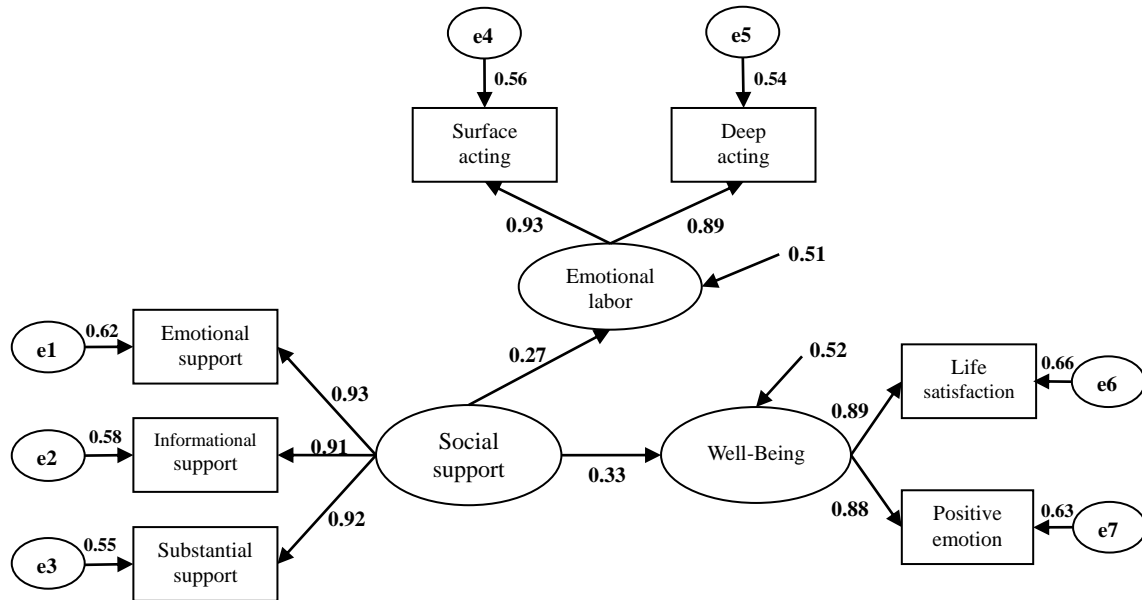 e4
e5
0.56
0.54
Surface
acting
Deep
acting
0.93
0.89
0.51
Emotional
labor
e1
0.62
Emotional
support
0.27
0.52
Life
satisfaction
0.66
e6
0.93
0.89
e2
0.58
Informational
support
0.91
Social
support
0.33
Well-Being
0.92
0.88
e3
0.55
Substantial
support
Positive
emotion
0.63
e7